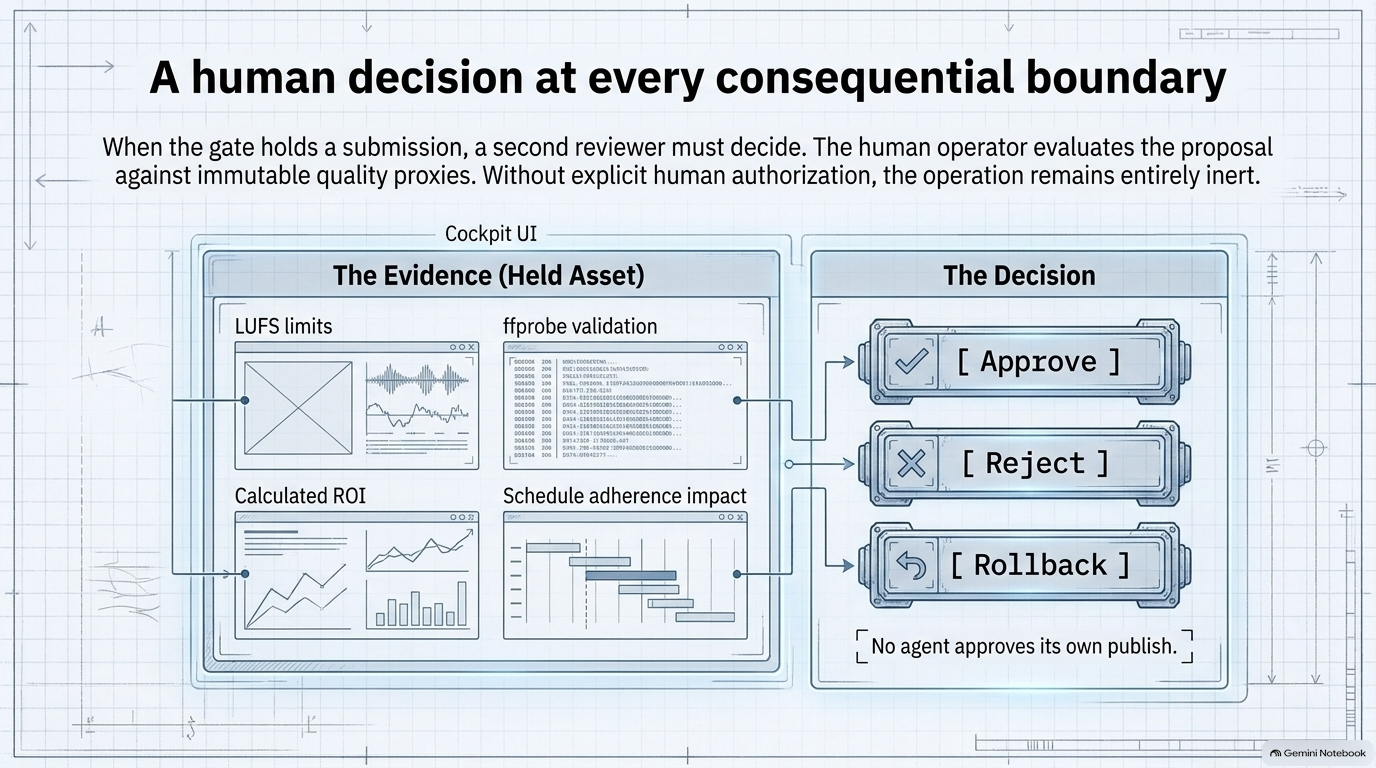 A human decision at every consequential boundary
When the gate holds a submission, a second reviewer must decide. The human operator evaluates the proposal
against immutable quality proxies. Without explicit human authorization, the operation remains entirely inert.
Cockpit UI
The Evidence (Held Asset)
LUFS limits
ffprobe validation
Calculated ROI
Schedule adherence impact
The Decision
[ Approve ]
[ Reject ]
[ Rollback ]
No agent approves its own publish.
Gemini Notebook